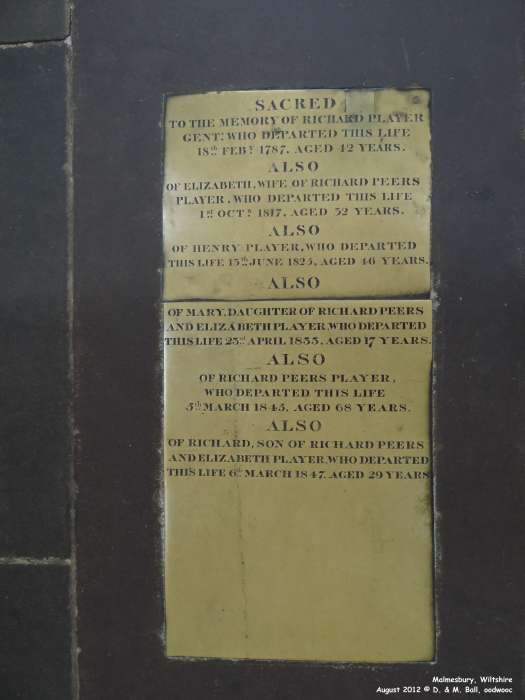 SACRED
TO THE MEMORY OF RICHARD PLAYER
GENT: WHO DEPARTED THIS LIFE
18th FEBy 1787, AGED 42 YEARS.
ALSO
OF ELIZABETH, WIFE OF RICHARD PEERS
PLAYER, WHO DEPARTED THIS LIFE
1st OCTr 1817, AGED 32 YEARS.
ALSO
OF HENRY PLAYER, WHO DEPARTED
THIS LIFE 15th JUNE 1825, AGED 46 YEARS.
ALSO
OF MARY, DAUGHTER OF RICHARD PEERS
AND ELIZABETH PLAYER, WHO DEPARTED
THIS LIFE 23rd APRIL 1833, AGED 17 YEARS.
ALSO
OF RICHARD PEERS PLAYER,
WHO DEPARTED THIS LIFE
5th MARCH 1845, AGED 68 YEARS.
ALSO
OF RICHARD, SON OF RICHARD PEERS
AND ELIZABETH PLAYER, WHO DEPARTED
THIS LIFE 6th MARCH 1847, AGED 29 YEARS
Malmesbury, Wiltshire
August 2012 © D. & M. Ball, oodwooc